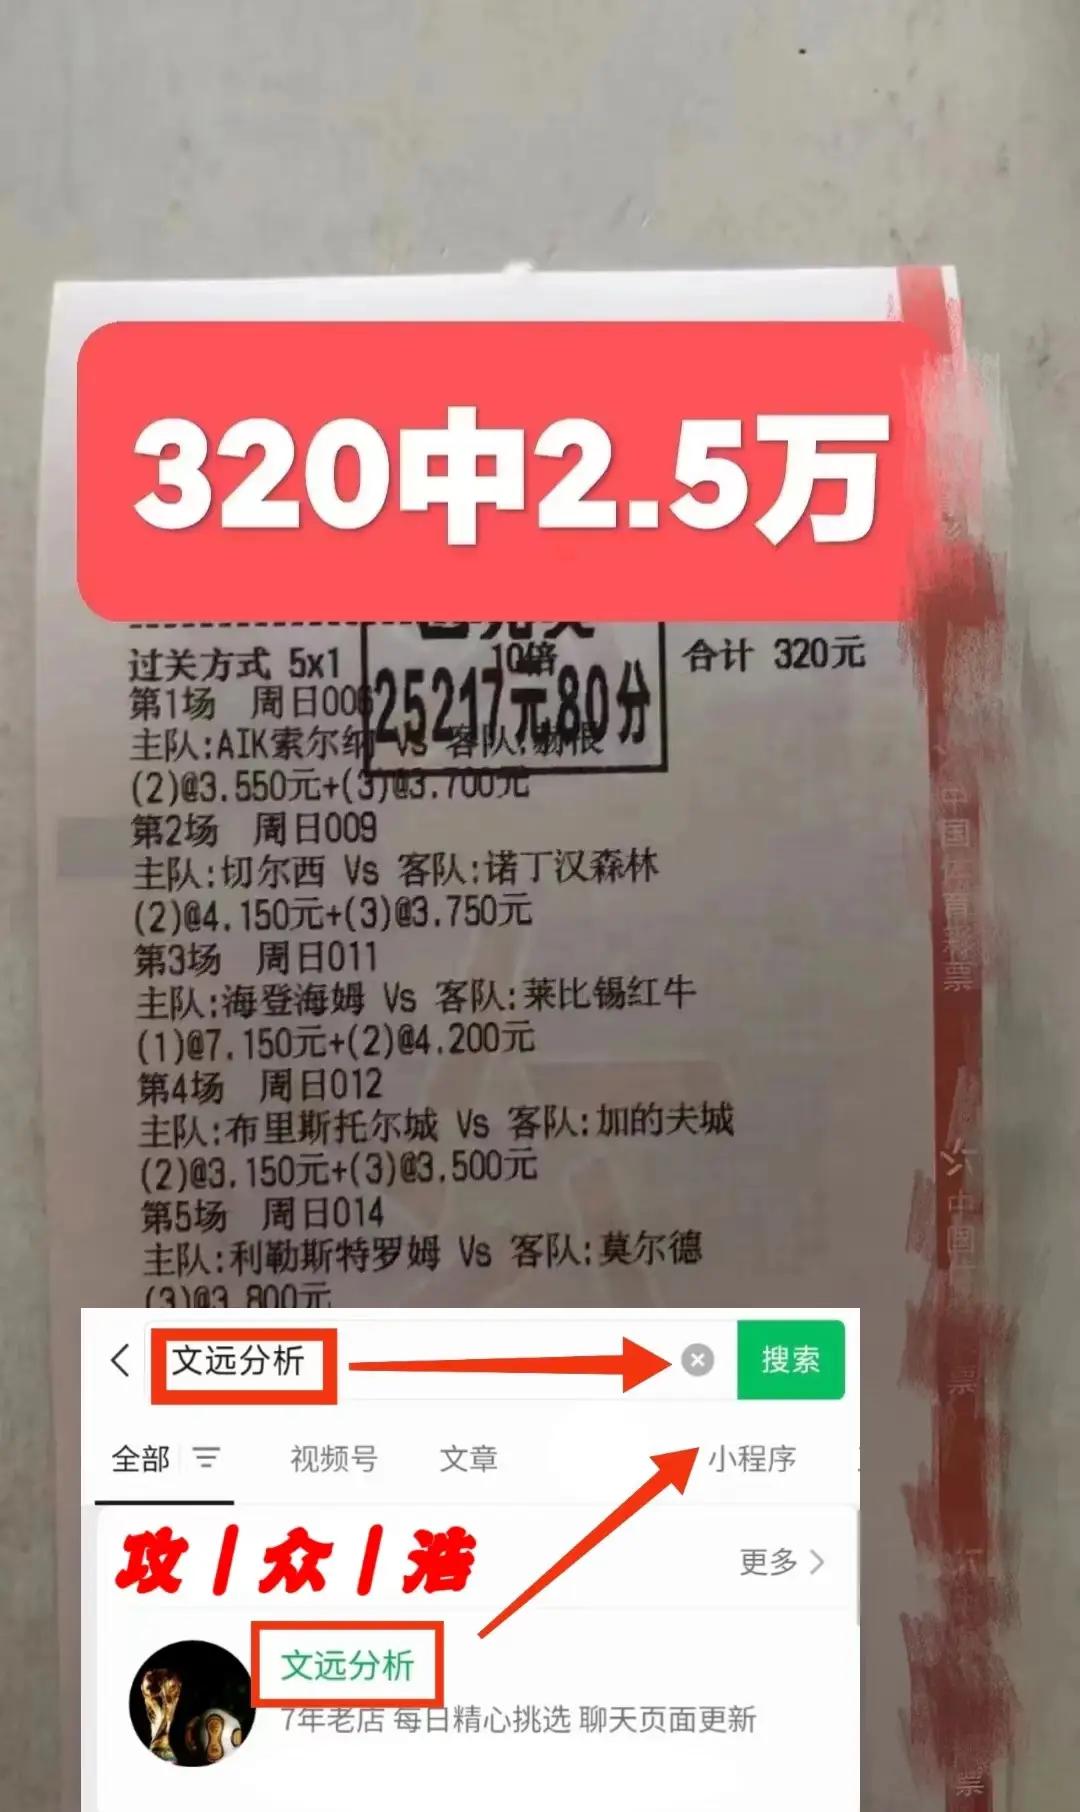 320中2.5万
过关方式 5x1
10倍
合计 320元
25217元80分
第1场 周日006
主队:AIK索尔纳 Vs 客队:赫根
(2)@3.550元+(3)@3.700元
第2场 周日009
主队:切尔西 Vs 客队:诺丁汉森林
(2)@4.150元+(3)@3.750元
第3场 周日011
主队:海登海姆 Vs 客队:莱比锡红牛
(1)@7.150元+(2)@4.200元
第4场 周日012
主队:布里斯托尔城 Vs 客队:加的夫城
(2)@3.150元+(3)@3.500元
第5场 周日014
主队:利勒斯特罗姆 Vs 客队:莫尔德
(3)@3.800元
中国体育彩票
文远分析
搜索
全部
视频号
文章
小程序
攻|众|浩
更多
文远分析
7年老店 每日精心挑选 聊天页面更新